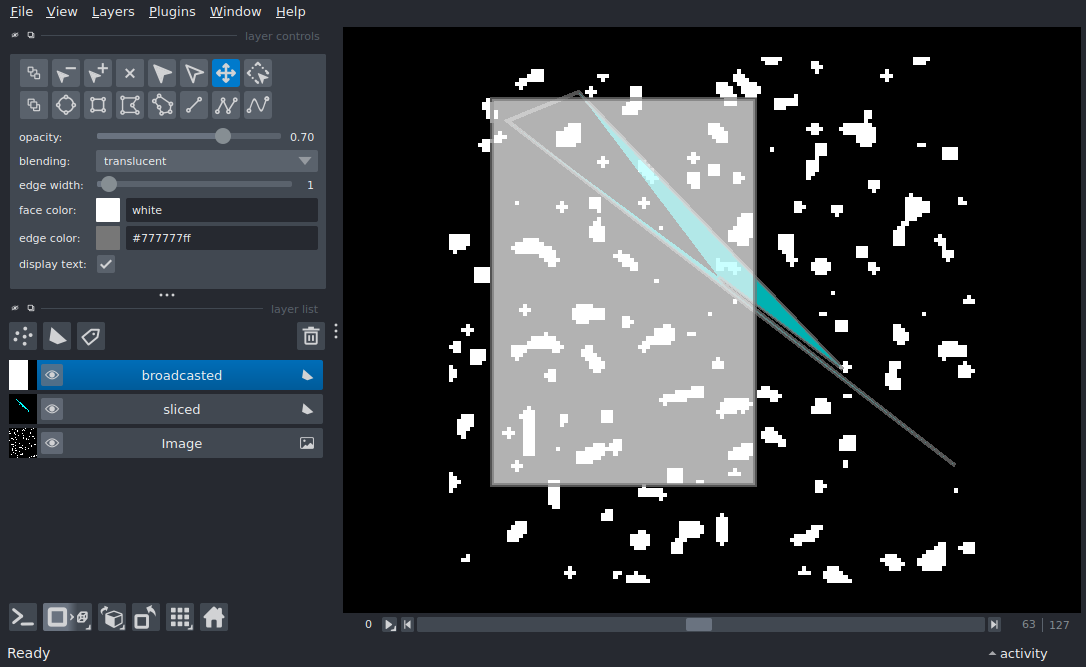 File View Layers Plugins Window Help
layer controls
opacity: 0.70
blending: translucent
edge width: 1
face color: white
edge color: #777777ff
display text:
layer list
broadcasted
sliced
Image
0 63 127
Ready activity